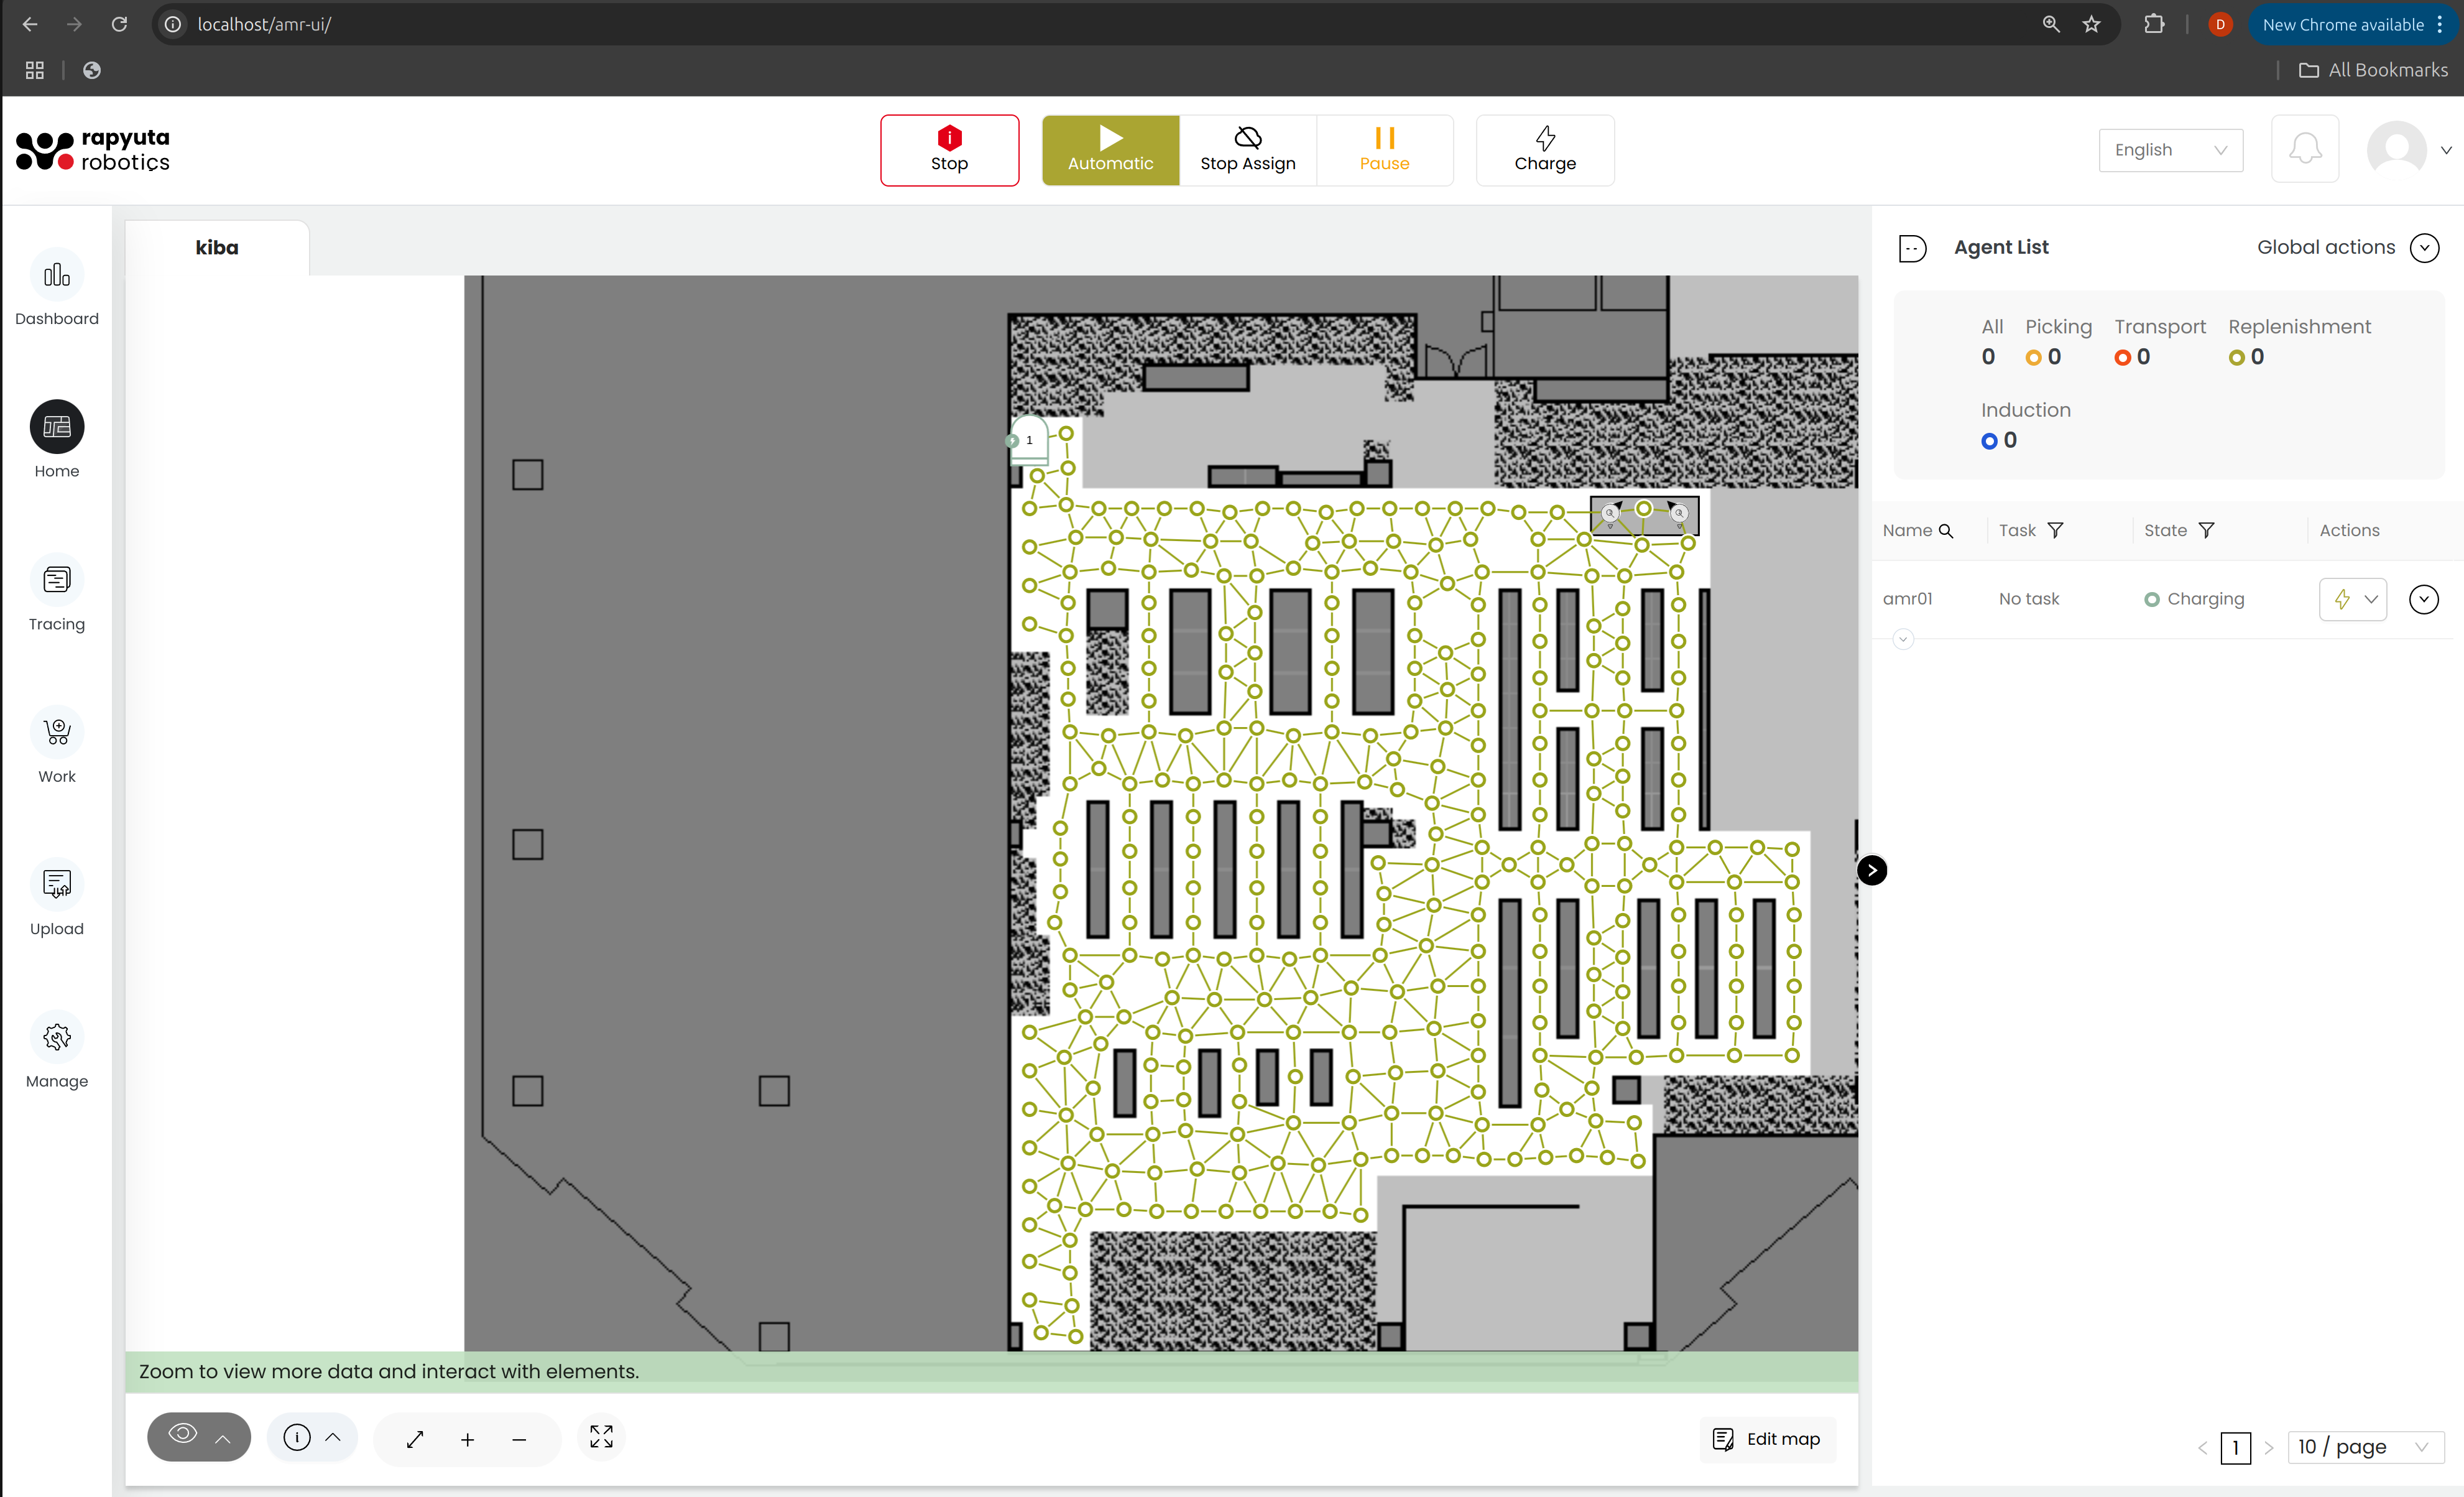 localhost/amr-ui/
D
New Chrome available
All Bookmarks
rapyuta
robotics
Stop
Automatic
Stop Assign
Pause
Charge
English
kiba
Dashboard
Home
Tracing
Work
Upload
Manage
1
Zoom to view more data and interact with elements.
Edit map
Agent List
Global actions
All
Picking
Transport
Replenishment
0
0
0
0
Induction
0
Name
Task
State
Actions
amr01
No task
Charging
1
10 / page